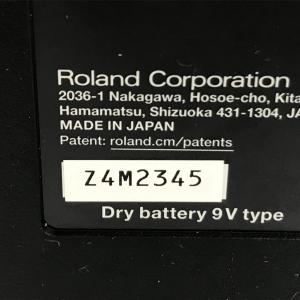 Roland Corporation
2036-1 Nakagawa, Hosoe-cho, Kita
Hamamatsu, Shizuoka 431-1304, JA
MADE IN JAPAN
Patent: roland.cm/patents
Z4M2345
Dry battery 9V type